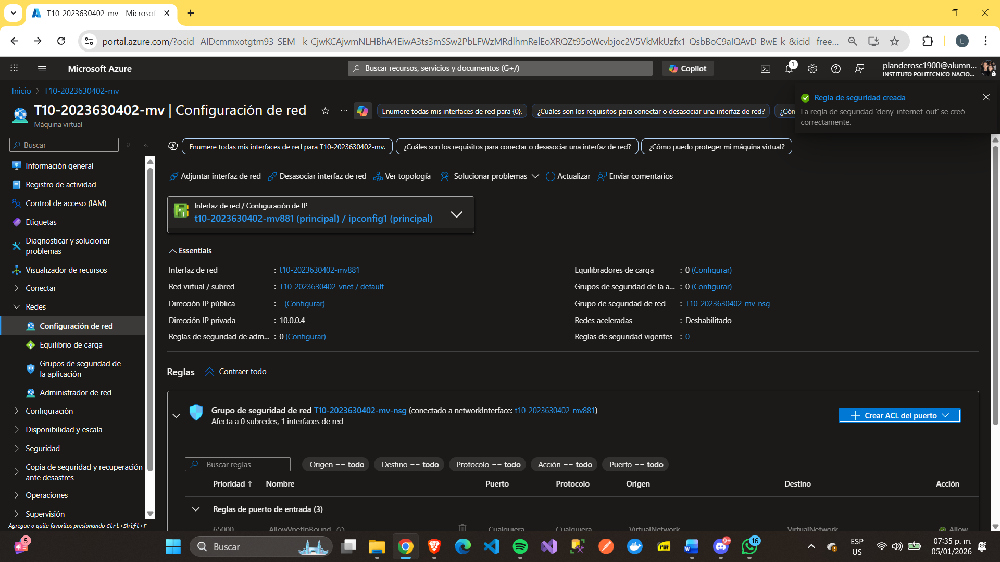 T10-2023630402-mv - Microsof
portal.azure.com/?ocid=AIDcmmxotgtm93_SEM__k_CjwKCAjwmNLHBhA4EiwA3ts3mSSw2PbLFWzMRdlhmRelEoXRQZt95oWcvbjoc2V5VkMkUzfx1-QsbBoC9aIQAvD_BwE_k_&icid=free...
L
Microsoft Azure
Buscar recursos, servicios y documentos (G+/)
Copilot
1
planderosc1900@alumn...
INSTITUTO POLITECNICO NACIO...
Inicio > T10-2023630402-mv
T10-2023630402-mv | Configuración de red
Máquina virtual
Enumere todas mis interfaces de red para {0}.
¿Cuáles son los requisitos para conectar o desasociar una interfaz de red?
¿Cón
Regla de seguridad creada
La regla de seguridad 'deny-internet-out' se creó
correctamente.
Buscar
Enumere todas mis interfaces de red para T10-2023630402-mv.
¿Cuáles son los requisitos para conectar o desasociar una interfaz de red?
¿Cómo puedo proteger mi máquina virtual?
Información general
Registro de actividad
Control de acceso (IAM)
Etiquetas
Diagnosticar y solucionar
problemas
Visualizador de recursos
Conectar
Redes
Configuración de red
Equilibrio de carga
Grupos de seguridad de
la aplicación
Administrador de red
Configuración
Disponibilidad y escala
Seguridad
Copia de seguridad y recuperación
ante desastres
Operaciones
Supervisión
Agregue o quite favoritos presionando Ctrl+Shift+F
Adjuntar interfaz de red
Desasociar interfaz de red
Ver topología
Solucionar problemas
Actualizar
Enviar comentarios
Interfaz de red / Configuración de IP
t10-2023630402-mv881 (principal) / ipconfig1 (principal)
Essentials
Interfaz de red : t10-2023630402-mv881
Red virtual / subred : T10-2023630402-vnet / default
Dirección IP pública : - (Configurar)
Dirección IP privada : 10.0.0.4
Reglas de seguridad de adm... : 0 (Configurar)
Equilibradores de carga : 0 (Configurar)
Grupos de seguridad de la a... : 0 (Configurar)
Grupo de seguridad de red : T10-2023630402-mv-nsg
Redes aceleradas : Deshabilitado
Reglas de seguridad vigentes : 0
Reglas
Contraer todo
Grupo de seguridad de red T10-2023630402-mv-nsg (conectado a networkInterface: t10-2023630402-mv881)
Afecta a 0 subredes, 1 interfaces de red
Crear ACL del puerto
Buscar reglas
Origen == todo
Destino == todo
Protocolo == todo
Acción == todo
Puerto == todo
Prioridad ↑ Nombre Puerto Protocolo Origen Destino Acción
Reglas de puerto de entrada (3)
65000 AllowVnetInBound Cualquiera Cualquiera VirtualNetwork VirtualNetwork Allow
5
Buscar
PDF
9+
16
ESP
US
07:35 p. m.
05/01/2026